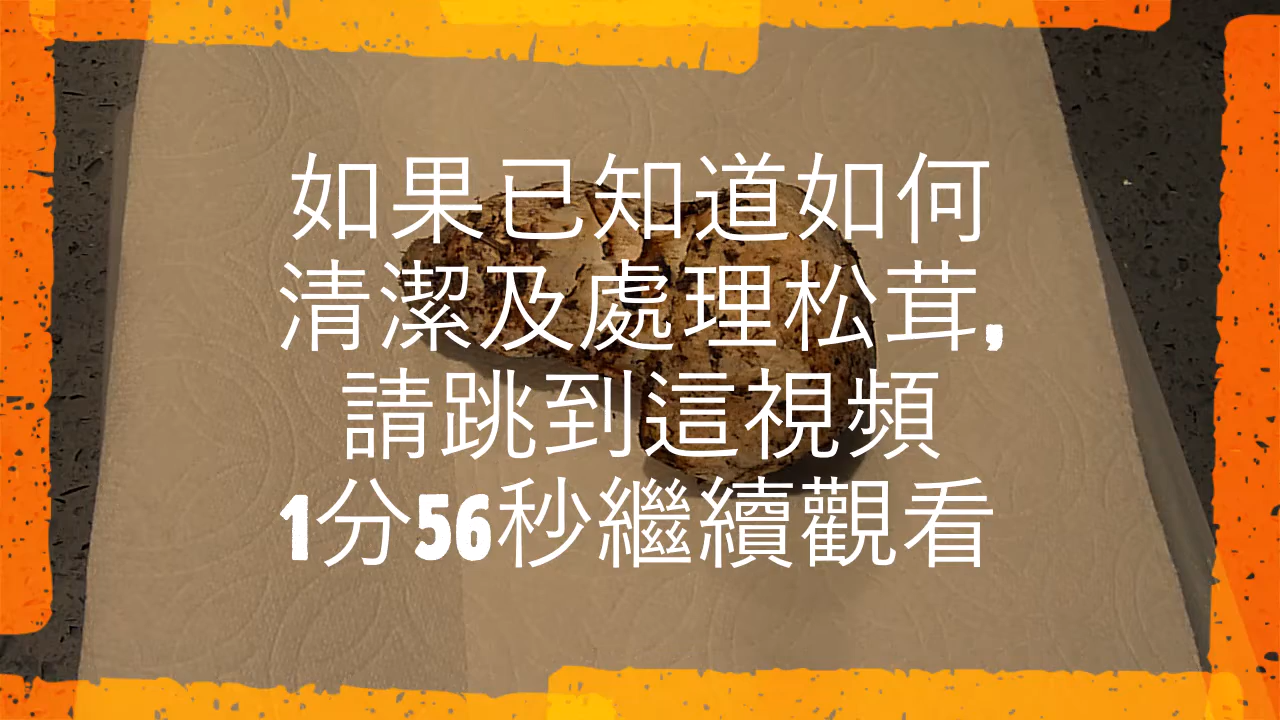 如果已知道如何
清潔及處理松茸,
請跳到這視頻
1分56秒繼續觀看